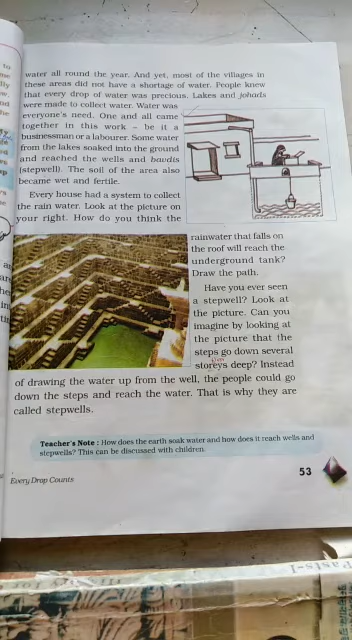 water all round the year. And yet, most of the villages in
these areas did not have a shortage of water. People knew
that every drop of water was precious. Lakes and johads
were made to collect water. Water was
everyone's need. One and all came
together in this work – be it a
businessman or a labourer. Some water
from the lakes soaked into the ground
and reached the wells and bavdis
(stepwell). The soil of the area also
became wet and fertile.
Every house had a system to collect
the rain water. Look at the picture on
your right. How do you think the
rainwater that falls on
the roof will reach the
underground tank?
Draw the path.
Have you ever seen
a stepwell? Look at
the picture. Can you
imagine by looking at
the picture that the
steps go down several
storeys deep? Instead
of drawing the water up from the well, the people could go
down the steps and reach the water. That is why they are
called stepwells.
Teacher's Note : How does the earth soak water and how does it reach wells and
stepwells? This can be discussed with children.
53
Every Drop Counts